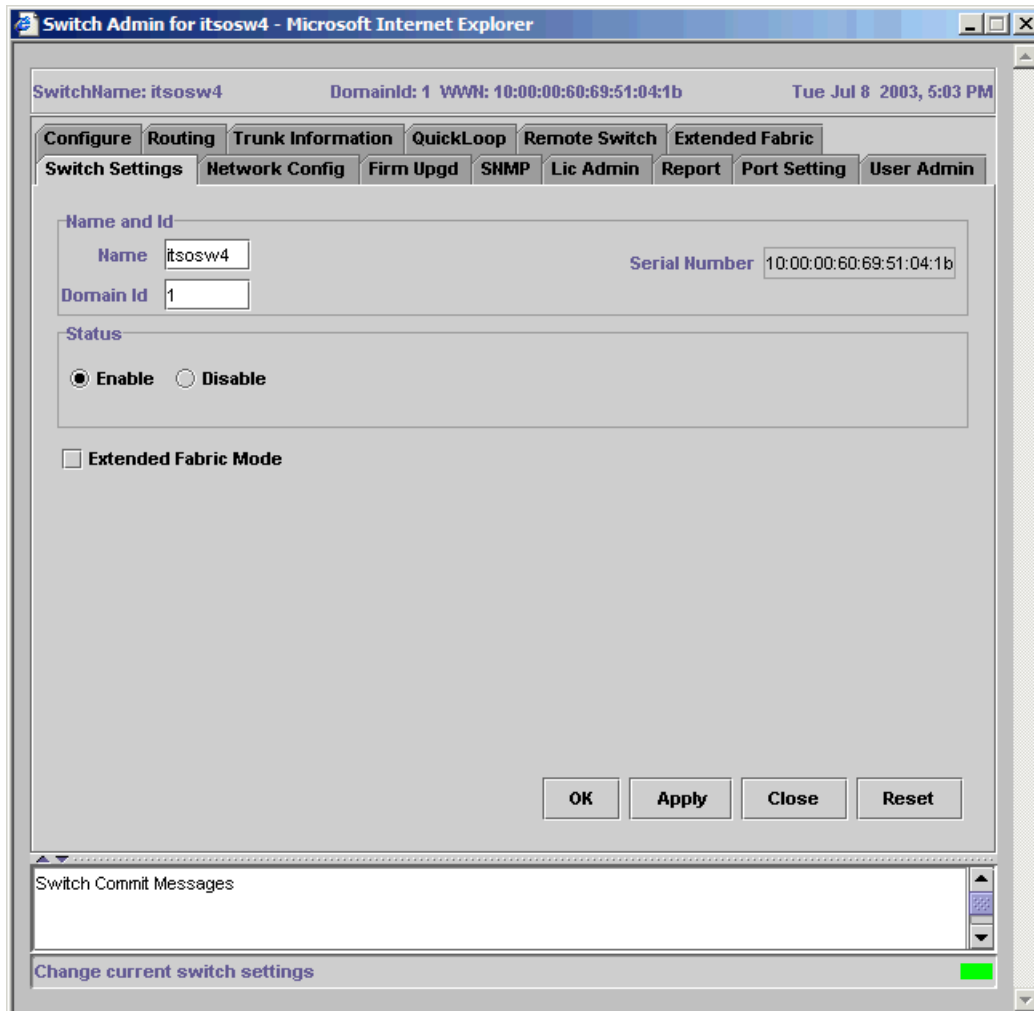 Switch Admin for itsosw4 - Microsoft Internet Explorer
SwitchName: itsosw4 DomainId: 1 WWN: 10:00:00:60:69:51:04:1b Tue Jul 8 2003, 5:03 PM
Configure Routing Trunk Information QuickLoop Remote Switch Extended Fabric
Switch Settings Network Config Firm Upgd SNMP Lic Admin Report Port Setting User Admin
Name and Id
Name itsosw4 Serial Number 10:00:00:60:69:51:04:1b
Domain Id 1
Status
Enable Disable
Extended Fabric Mode
OK Apply Close Reset
Switch Commit Messages
Change current switch settings